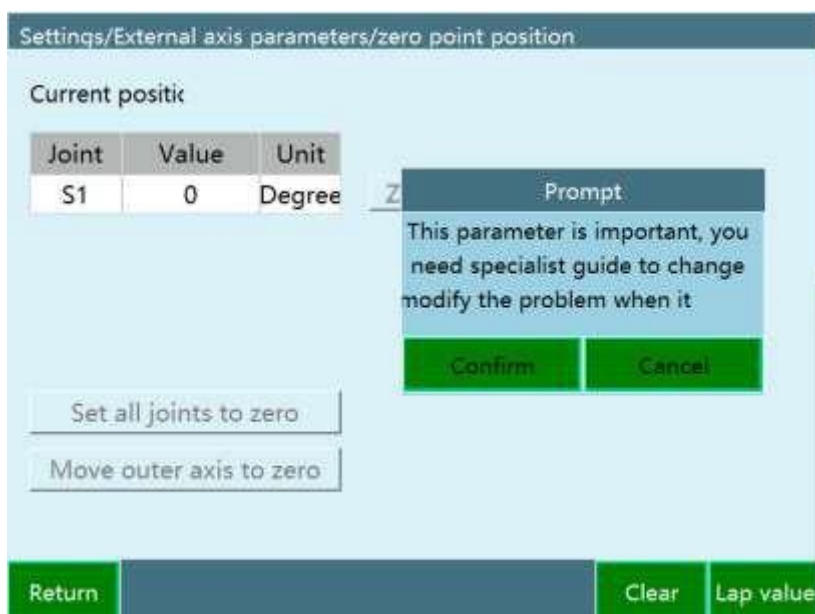 Settings/External axis parameters/zero point position
Current positic
Joint Value Unit
S1 0 Degree
Z
Prompt
This parameter is important, you
need specialist guide to change
modify the problem when it
Confirm Cancel
Set all joints to zero
Move outer axis to zero
Return Clear Lap value